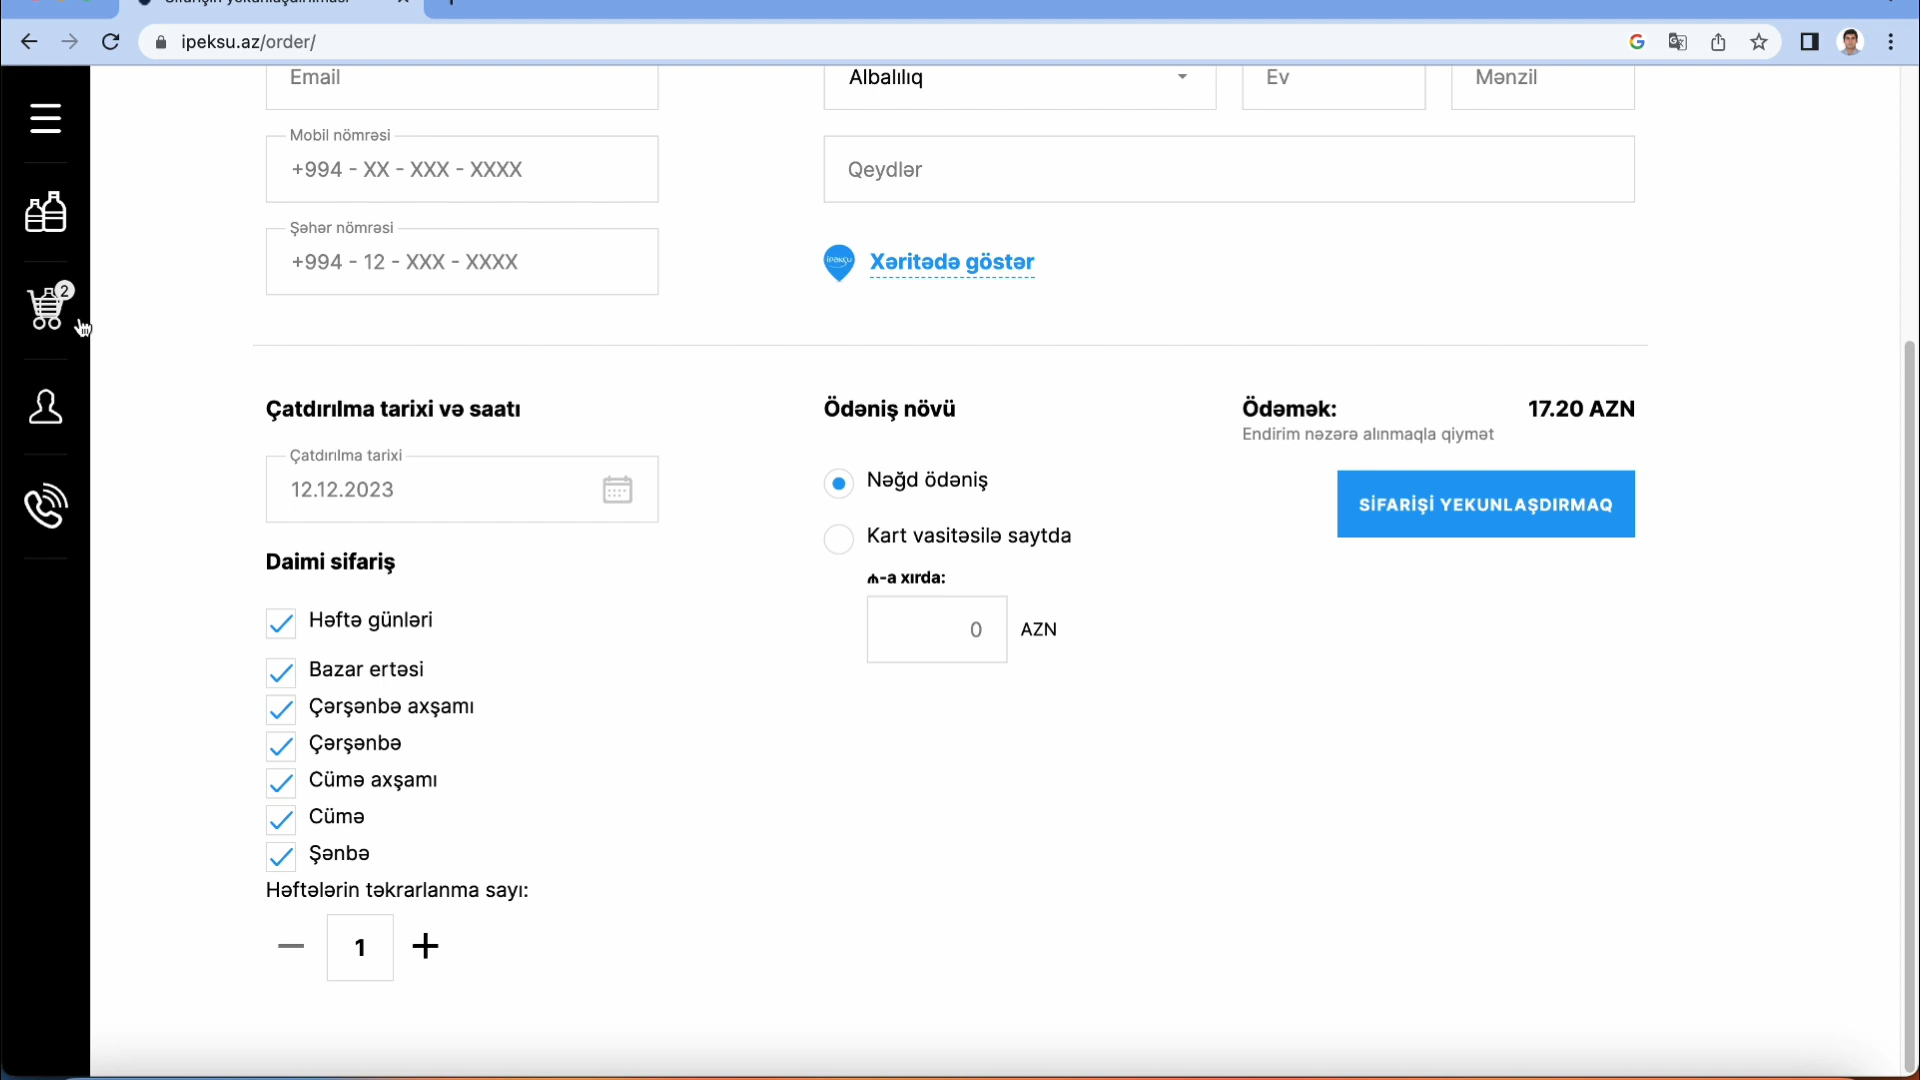 ipeksu.az/order/
Email
Albalılıq
Ev
Mənzil
Mobil nömrəsi
+994 - XX - XXX - XXXX
Qeydlər
Şəhər nömrəsi
+994 - 12 - XXX - XXXX
Xəritədə göstər
2
Çatdırılma tarixi və saatı
Çatdırılma tarixi
12.12.2023
Daimi sifariş
Həftə günləri
Bazar ertəsi
Çərşənbə axşamı
Çərşənbə
Cümə axşamı
Cümə
Şənbə
Həftələrin təkrarlanma sayı:
1
Ödəniş növü
Nəğd ödəniş
Kart vasitəsilə saytda
₼-a xırda:
0 AZN
Ödəmək: 17.20 AZN
Endirim nəzərə alınmaqla qiymət
SİFARİŞİ YEKUNLAŞDIRMAQ